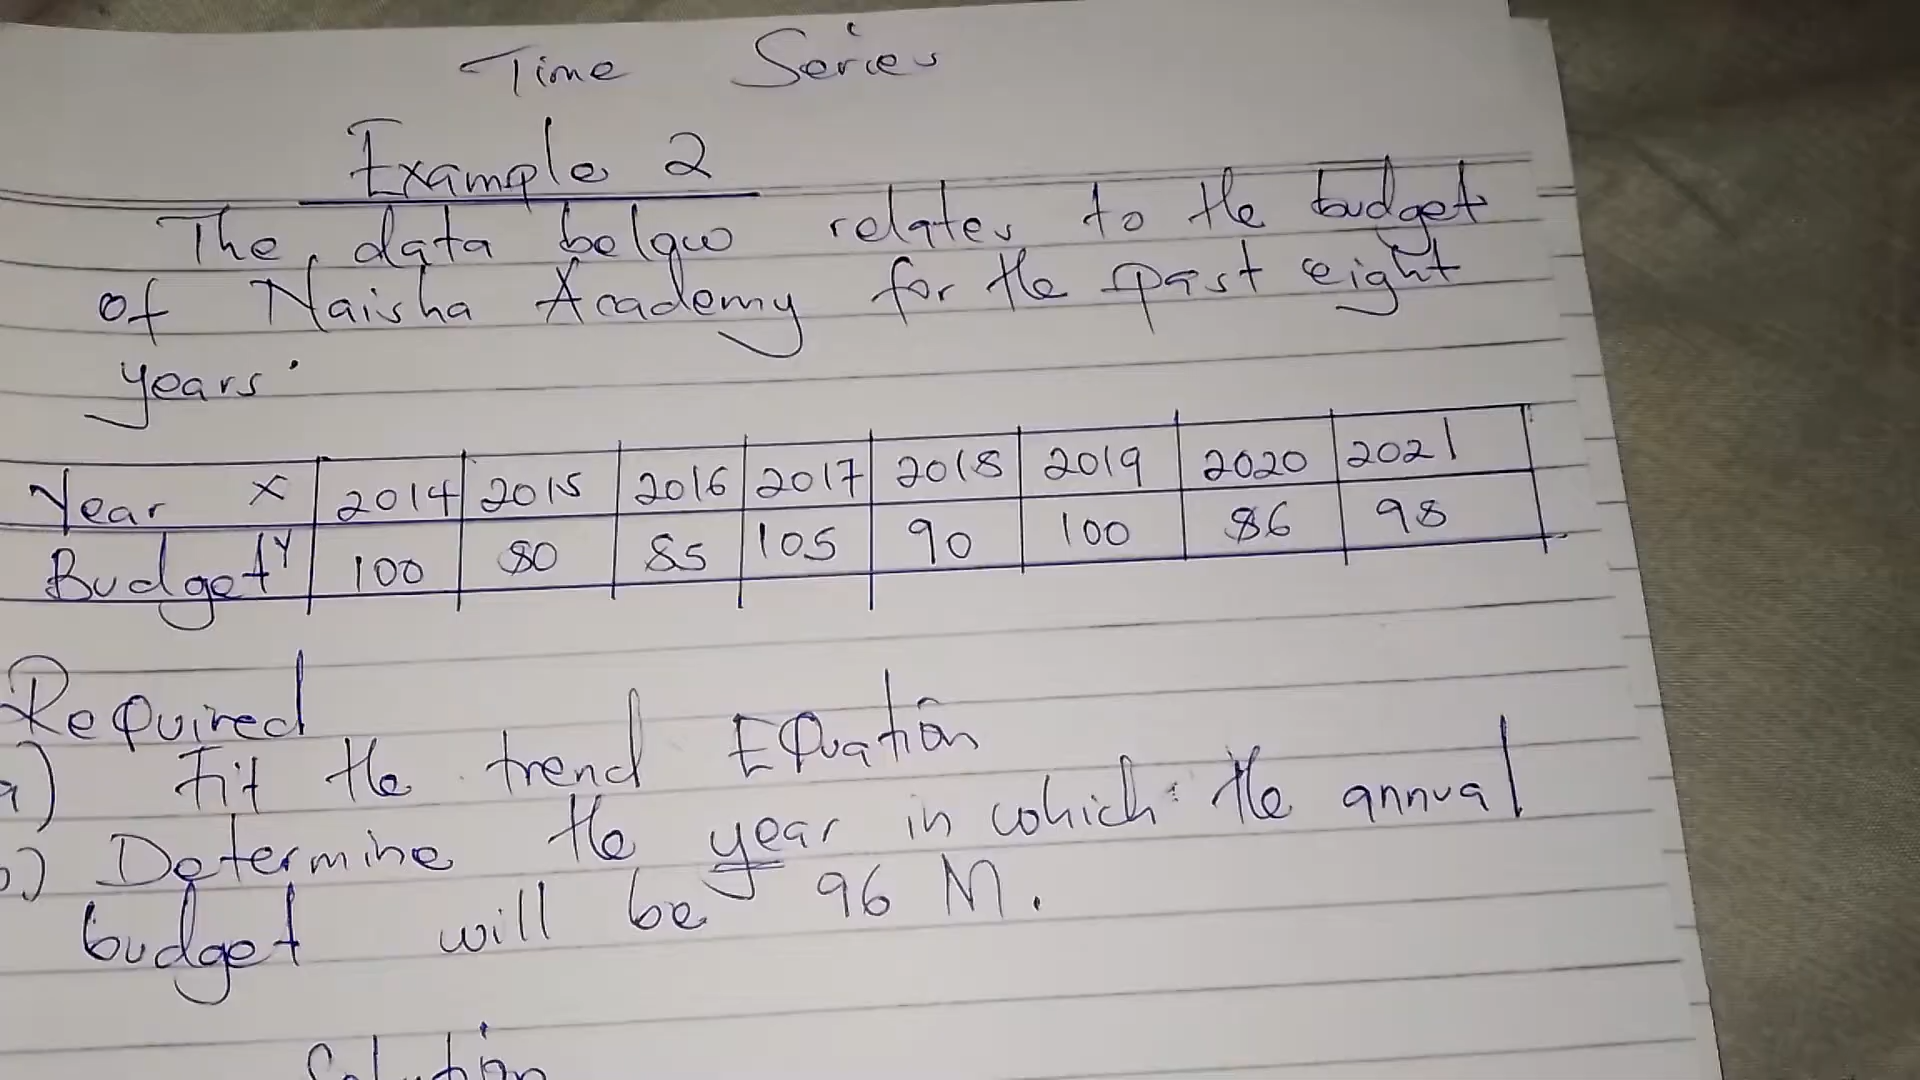 Time Series
Example 2
The data below relates to the budget
of Naisha Academy for the past eight
years.
Year X 2014 2015 2016 2017 2018 2019 2020 2021
Budget Y 100 80 85 105 90 100 86 98
Required
a) Fit the trend Equation
b) Determine the year in which the annual
budget will be 96 M.
Solution